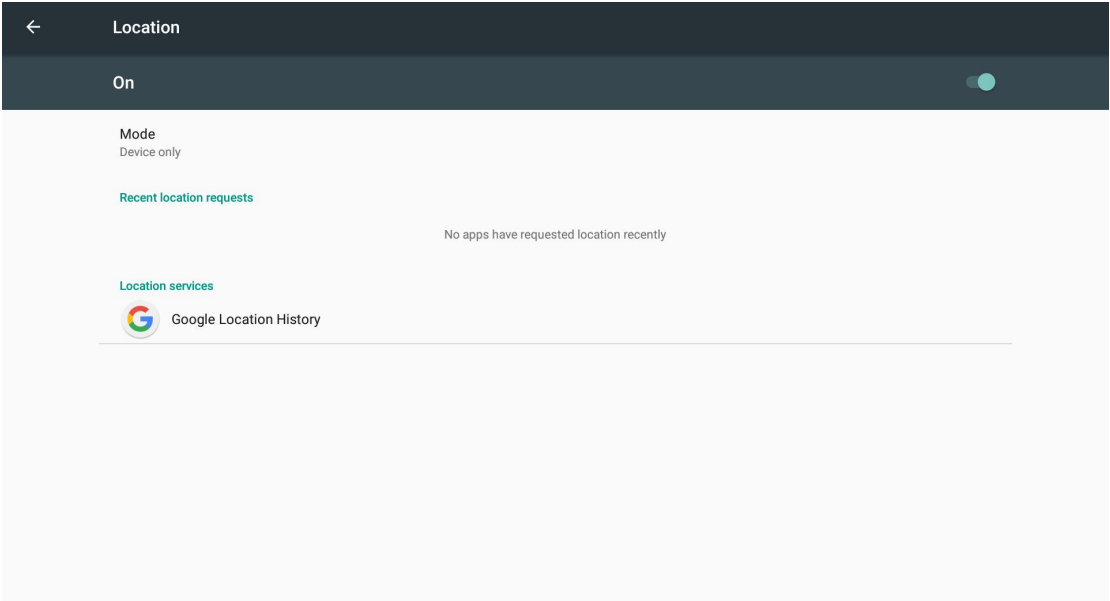 Location
On
Mode
Device only
Recent location requests
No apps have requested location recently
Location services
Google Location History